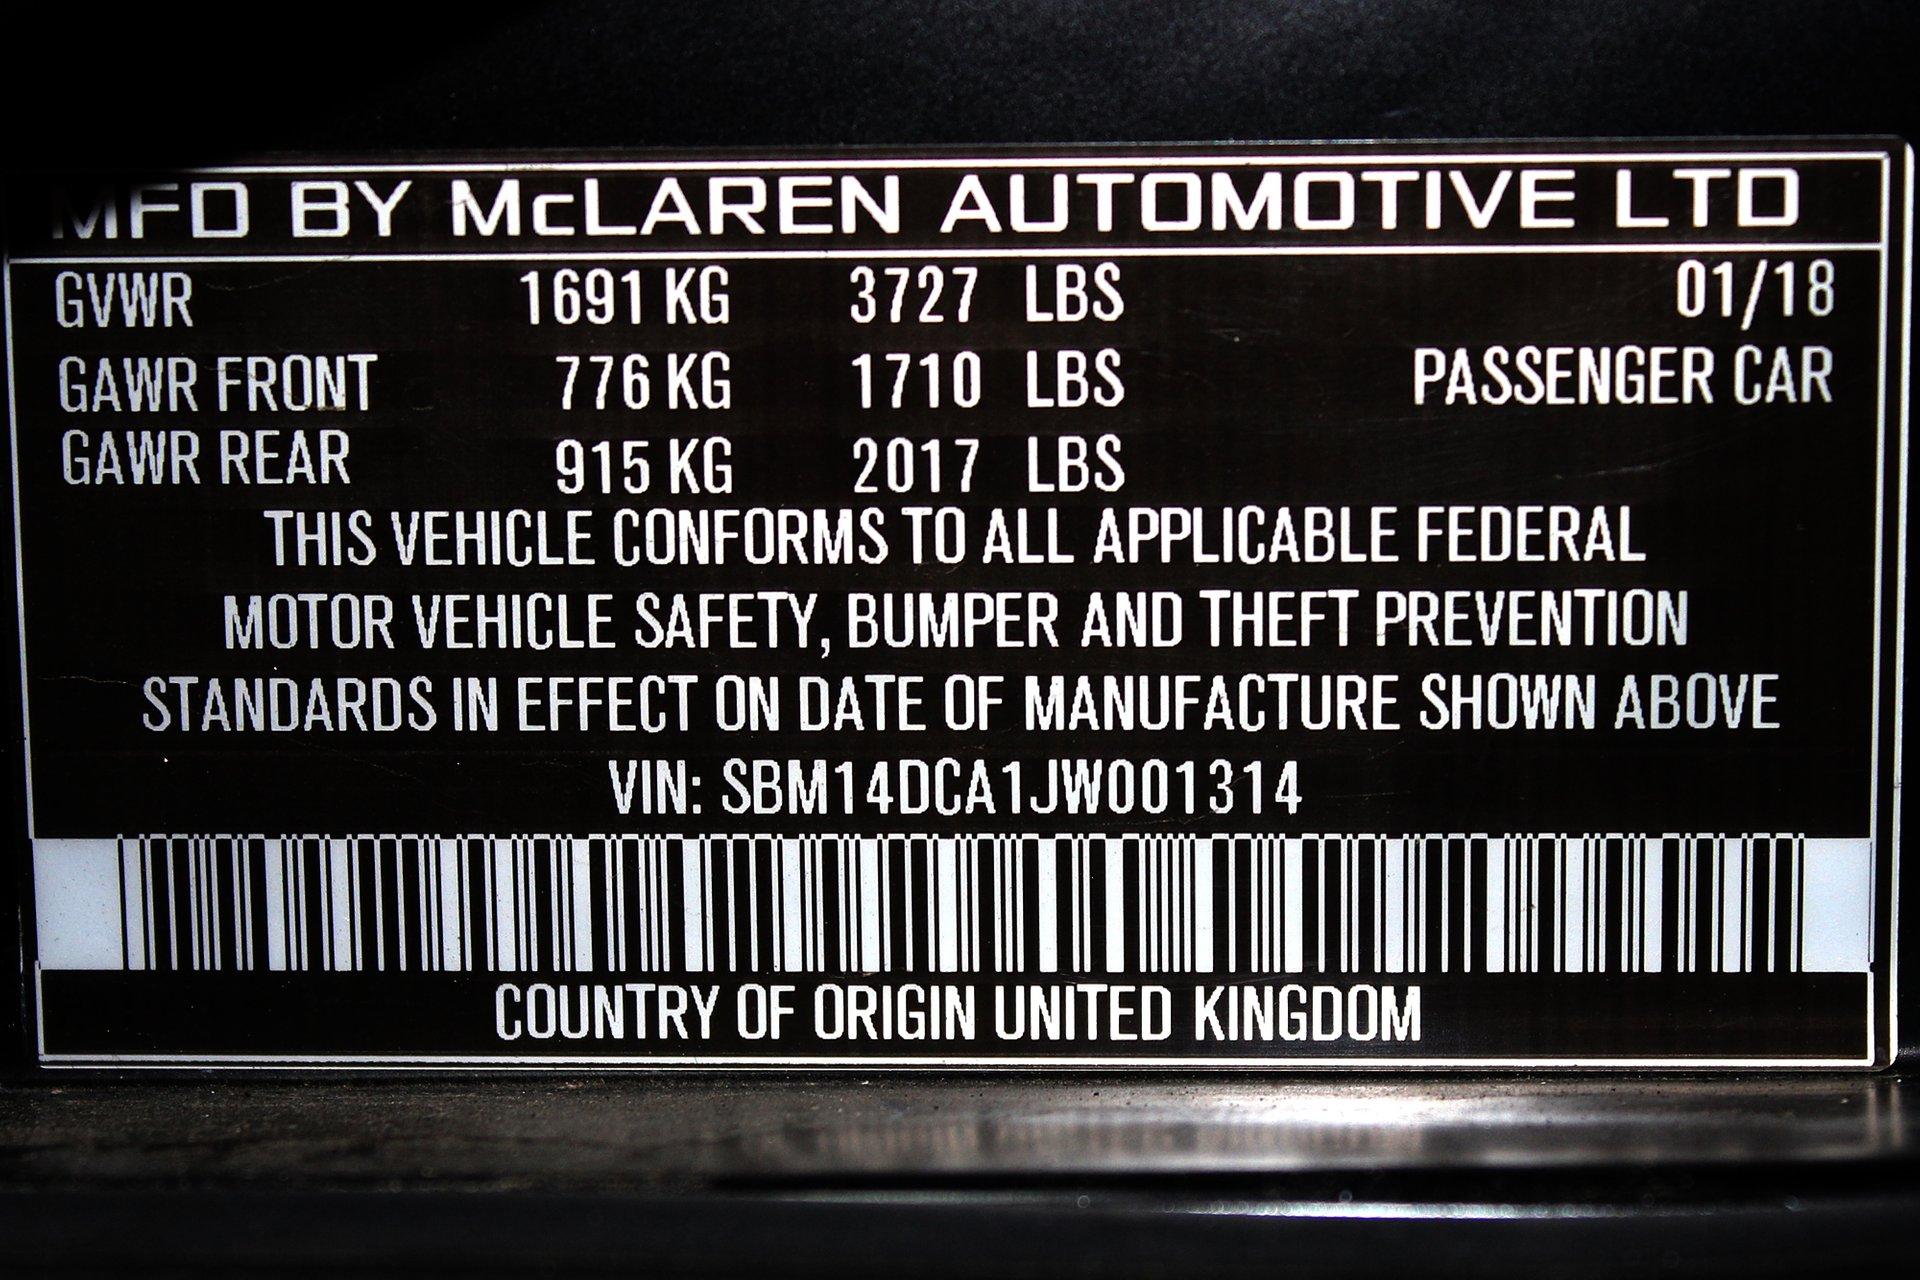 MFD BY McLAREN AUTOMOTIVE LTD
GVWR 1691 KG 3727 LBS 01/18
GAWR FRONT 776 KG 1710 LBS PASSENGER CAR
GAWR REAR 915 KG 2017 LBS
THIS VEHICLE CONFORMS TO ALL APPLICABLE FEDERAL
MOTOR VEHICLE SAFETY, BUMPER AND THEFT PREVENTION
STANDARDS IN EFFECT ON DATE OF MANUFACTURE SHOWN ABOVE
VIN: SBM14DCA1JW001314
COUNTRY OF ORIGIN UNITED KINGDOM